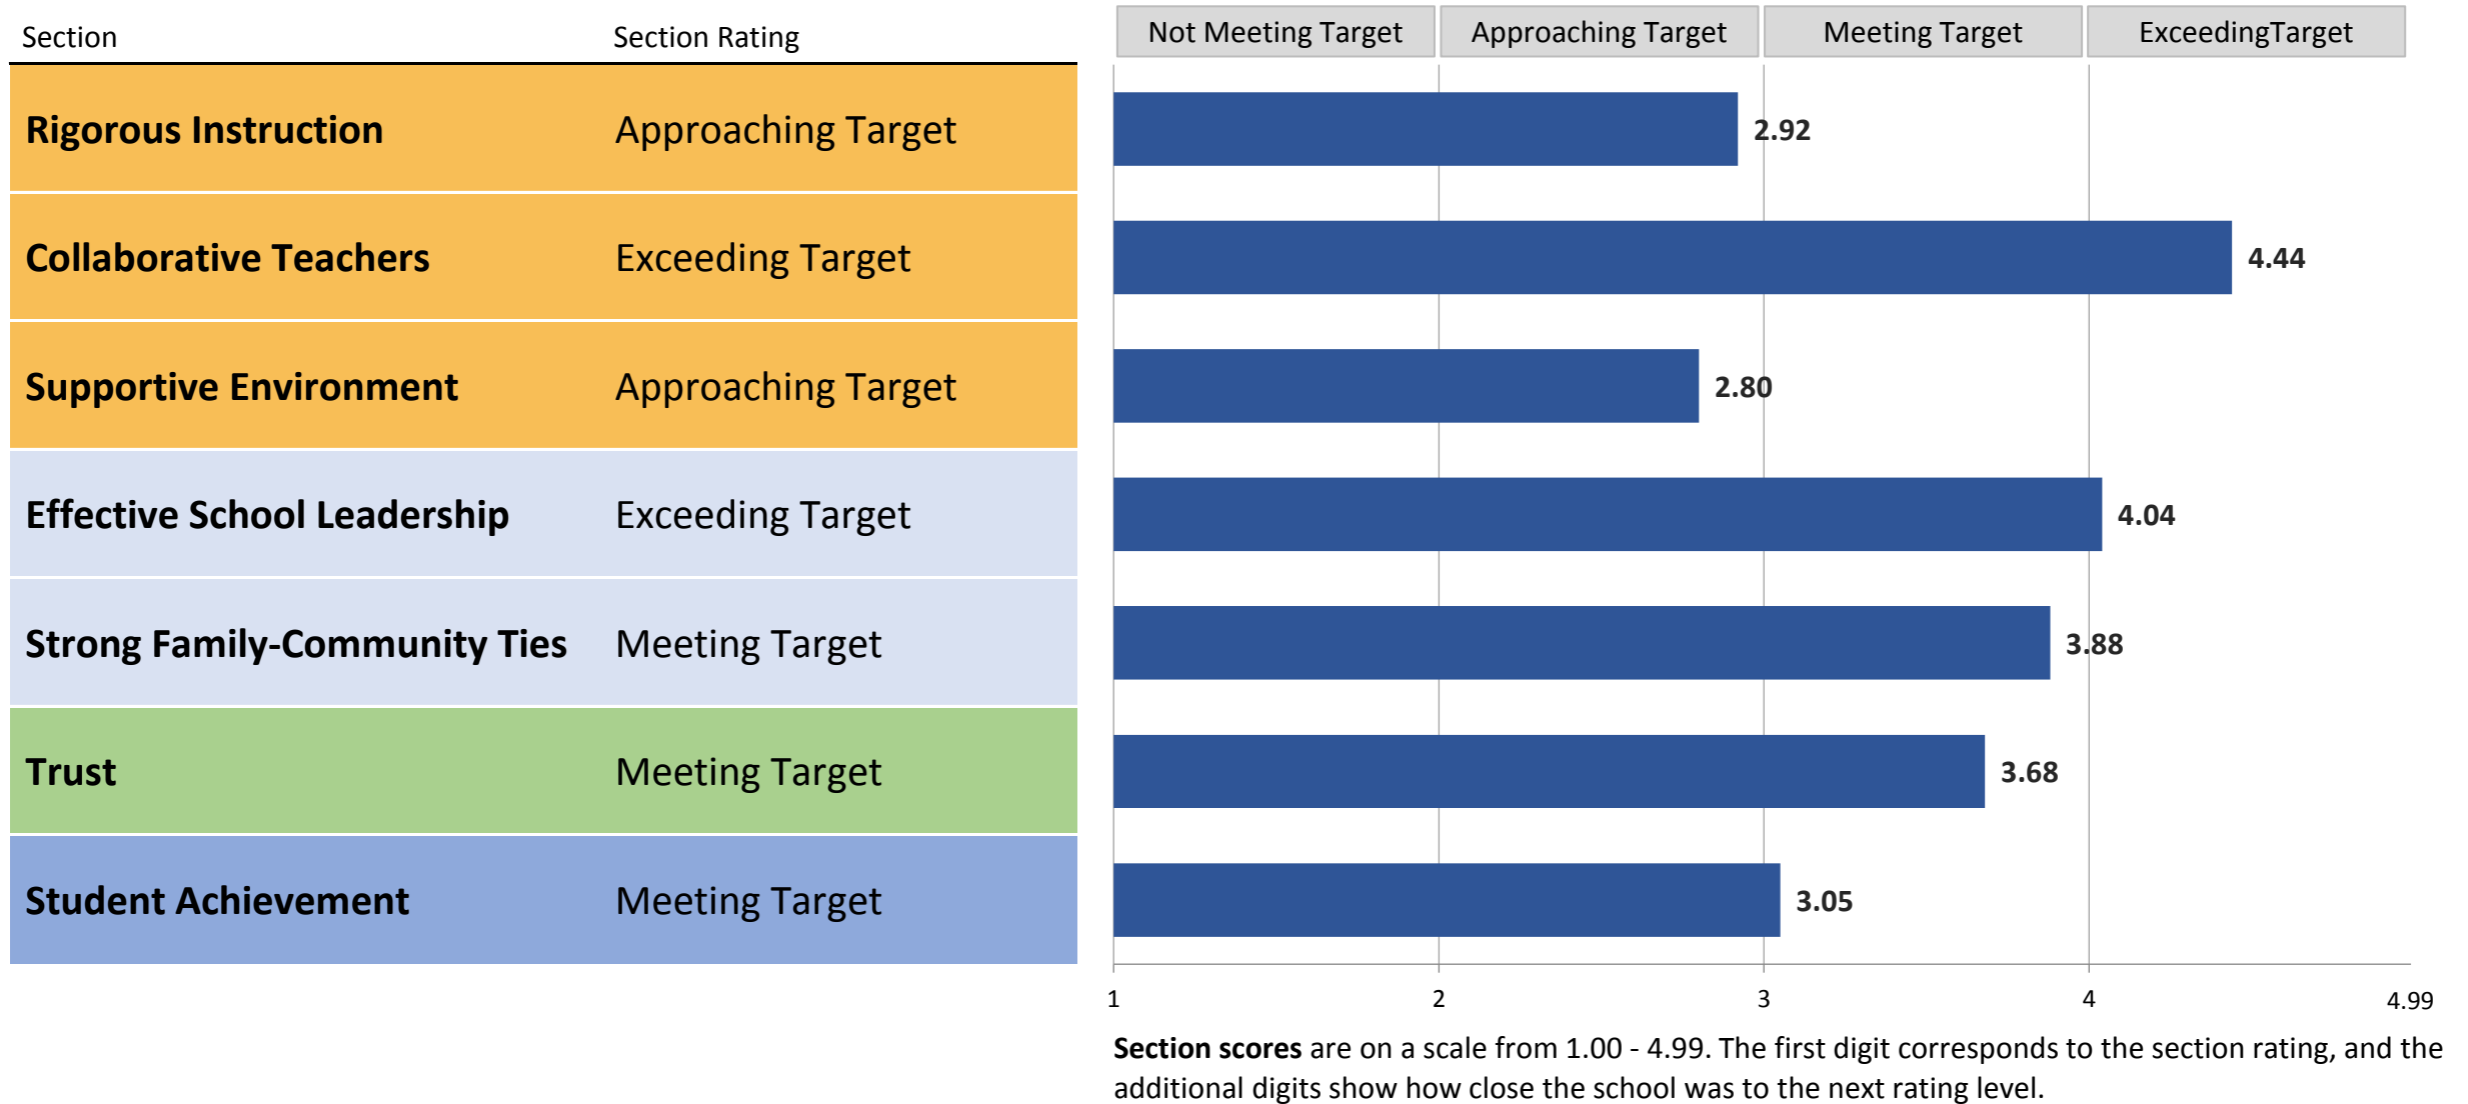 Section Section Rating Not Meeting Target Approaching Target Meeting Target ExceedingTarget
Rigorous Instruction Approaching Target 2.92
Collaborative Teachers Exceeding Target 4.44
Supportive Environment Approaching Target 2.80
Effective School Leadership Exceeding Target 4.04
Strong Family-Community Ties Meeting Target 3.88
Trust Meeting Target 3.68
Student Achievement Meeting Target 3.05
1 2 3 4 4.99
Section scores are on a scale from 1.00 - 4.99. The first digit corresponds to the section rating, and the
additional digits show how close the school was to the next rating level.